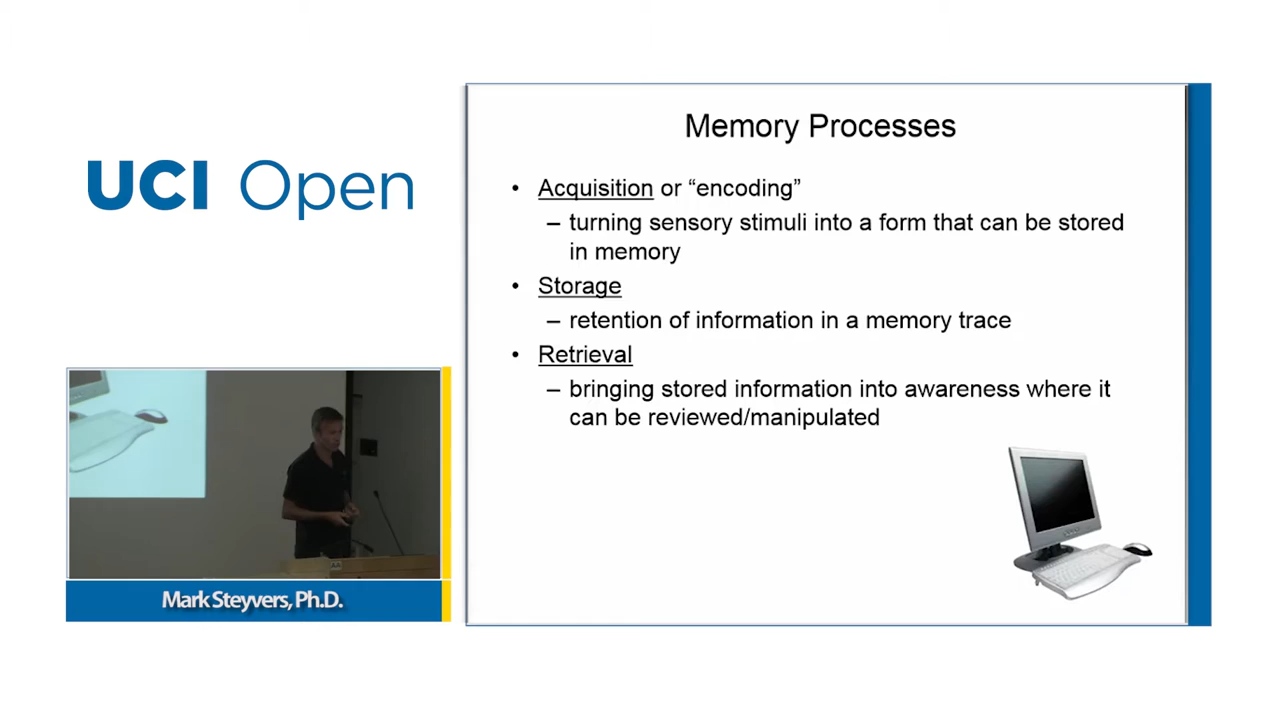 UCI Open
Memory Processes
• Acquisition or “encoding”
– turning sensory stimuli into a form that can be stored
in memory
• Storage
– retention of information in a memory trace
• Retrieval
– bringing stored information into awareness where it
can be reviewed/manipulated
Mark Steyvers, Ph.D.